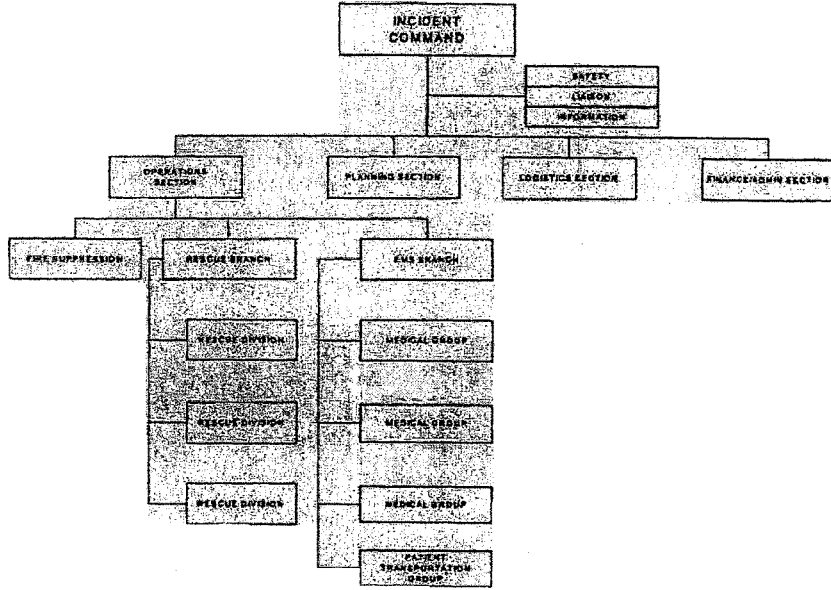 INCIDENT
COMMAND
SAFETY
LIAISON
INFORMATION
OPERATIONS
SECTION
PLANNING SECTION
LOGISTICS SECTION
FINANCE/ADMIN SECTION
FIRE SUPPRESSION
RESCUE BRANCH
EMS BRANCH
RESCUE DIVISION
MEDICAL GROUP
RESCUE DIVISION
MEDICAL GROUP
RESCUE DIVISION
MEDICAL GROUP
PATIENT
TRANSPORTATION
GROUP